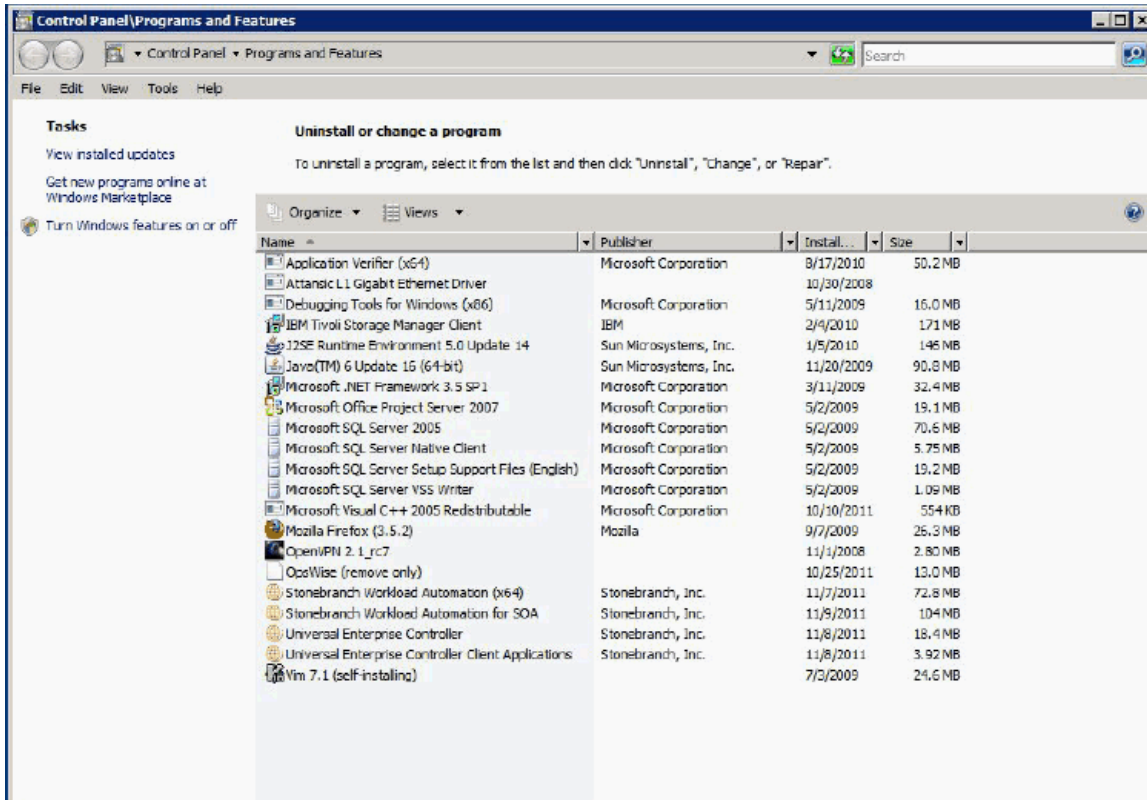 Control Panel\Programs and Features
Control Panel Programs and Features Search
File Edit View Tools Help
Tasks
View installed updates
Get new programs online at
Windows Marketplace
Turn Windows features on or off
Uninstall or change a program
To uninstall a program, select it from the list and then click "Uninstall", "Change", or "Repair".
Organize Views
Name Publisher Install... Size
Application Verifier (x64) Microsoft Corporation 8/17/2010 50.2 MB
Attansic L1 Gigabit Ethernet Driver 10/30/2008
Debugging Tools for Windows (x86) Microsoft Corporation 5/11/2009 16.0 MB
IBM Tivoli Storage Manager Client IBM 2/4/2010 171 MB
J2SE Runtime Environment 5.0 Update 14 Sun Microsystems, Inc. 1/5/2010 146 MB
Java(TM) 6 Update 16 (64-bit) Sun Microsystems, Inc. 11/20/2009 90.8 MB
Microsoft .NET Framework 3.5 SP1 Microsoft Corporation 3/11/2009 32.4 MB
Microsoft Office Project Server 2007 Microsoft Corporation 5/2/2009 19.1 MB
Microsoft SQL Server 2005 Microsoft Corporation 5/2/2009 70.6 MB
Microsoft SQL Server Native Client Microsoft Corporation 5/2/2009 5.75 MB
Microsoft SQL Server Setup Support Files (English) Microsoft Corporation 5/2/2009 19.2 MB
Microsoft SQL Server VSS Writer Microsoft Corporation 5/2/2009 1.09 MB
Microsoft Visual C++ 2005 Redistributable Microsoft Corporation 10/10/2011 554 KB
Mozilla Firefox (3.5.2) Mozilla 9/7/2009 26.3 MB
OpenVPN 2.1_rc7 11/1/2008 2.80 MB
OpsWise (remove only) 10/25/2011 13.0 MB
Stonebranch Workload Automation (x64) Stonebranch, Inc. 11/7/2011 72.8 MB
Stonebranch Workload Automation for SOA Stonebranch, Inc. 11/9/2011 104 MB
Universal Enterprise Controller Stonebranch, Inc. 11/8/2011 18.4 MB
Universal Enterprise Controller Client Applications Stonebranch, Inc. 11/8/2011 3.92 MB
Vim 7.1 (self-installing) 7/3/2009 24.6 MB